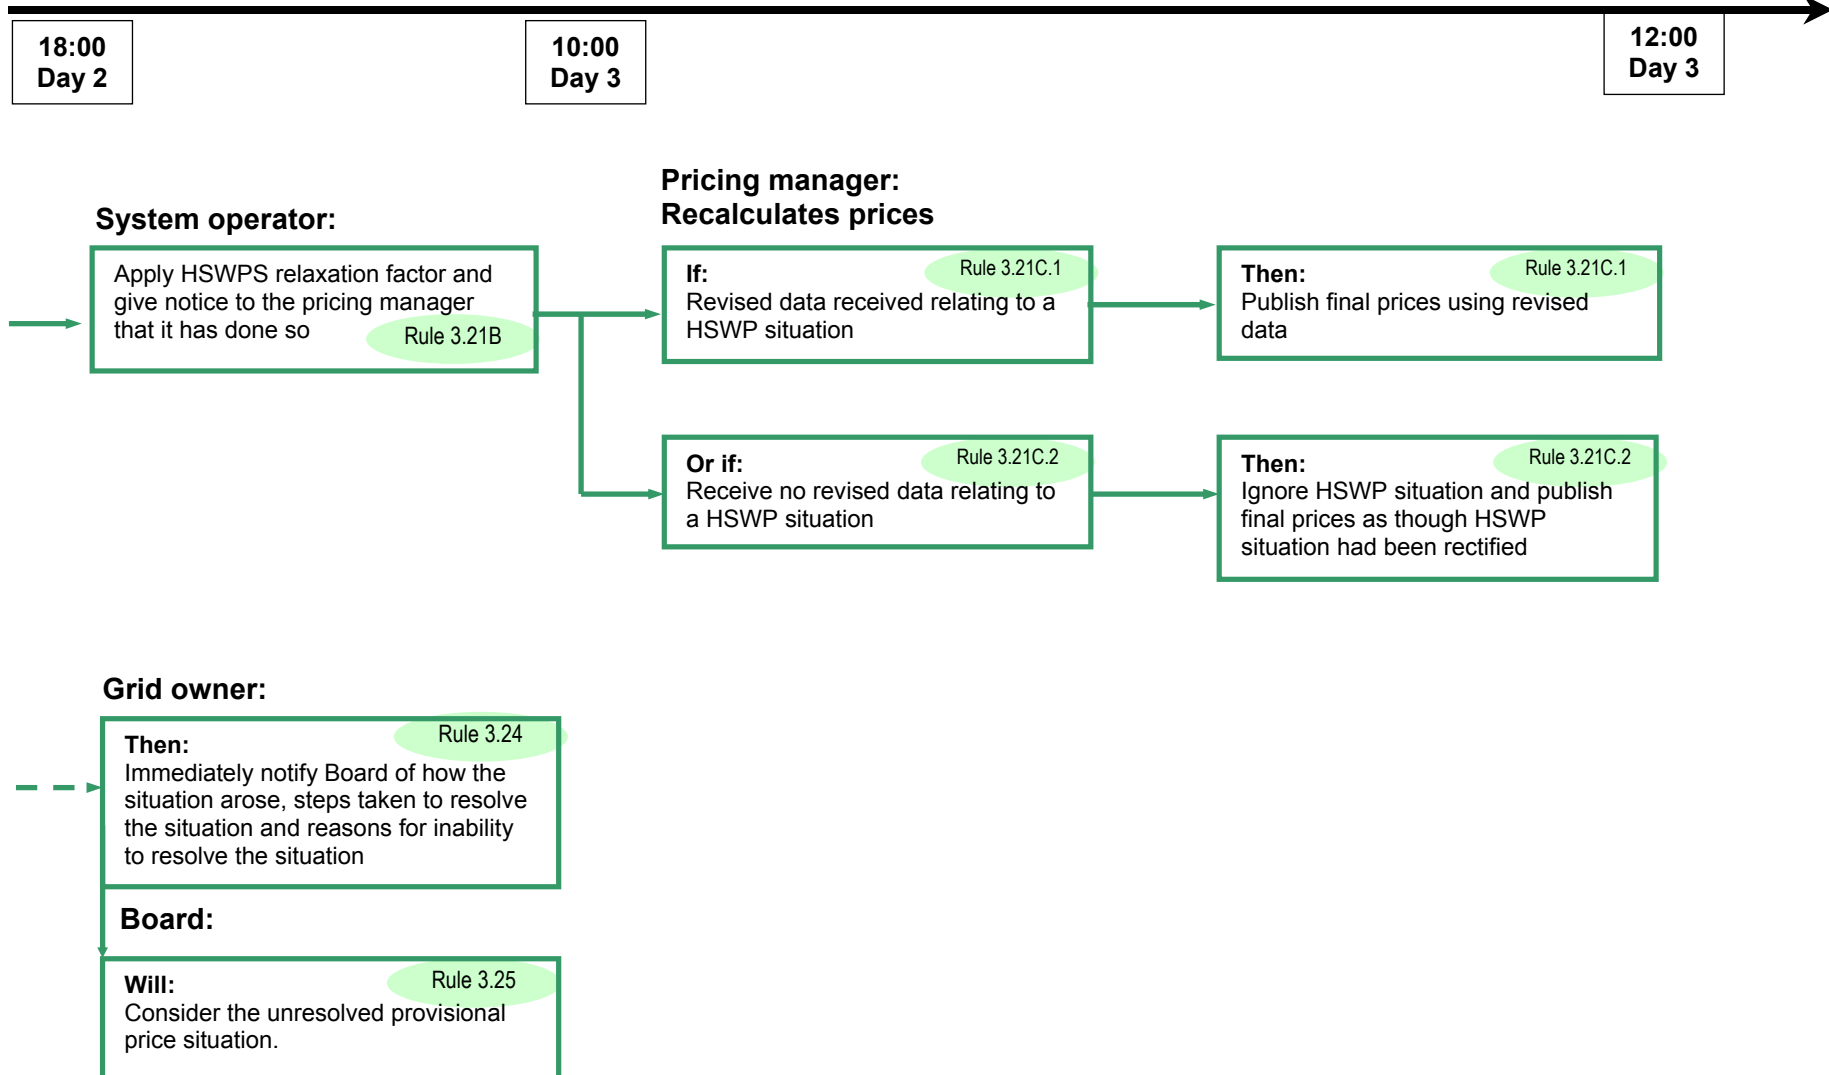 18:00
Day 2
10:00
Day 3
12:00
Day 3
System operator:
Apply HSWPS relaxation factor and
give notice to the pricing manager
that it has done so
Rule 3.21B
Pricing manager:
Recalculates prices
If:
Rule 3.21C.1
Revised data received relating to a
HSWP situation
Then:
Rule 3.21C.1
Publish final prices using revised
data
Or if:
Rule 3.21C.2
Receive no revised data relating to
a HSWP situation
Then:
Rule 3.21C.2
Ignore HSWP situation and publish
final prices as though HSWP
situation had been rectified
Grid owner:
Then:
Rule 3.24
Immediately notify Board of how the
situation arose, steps taken to resolve
the situation and reasons for inability
to resolve the situation
Board:
Will:
Rule 3.25
Consider the unresolved provisional
price situation.